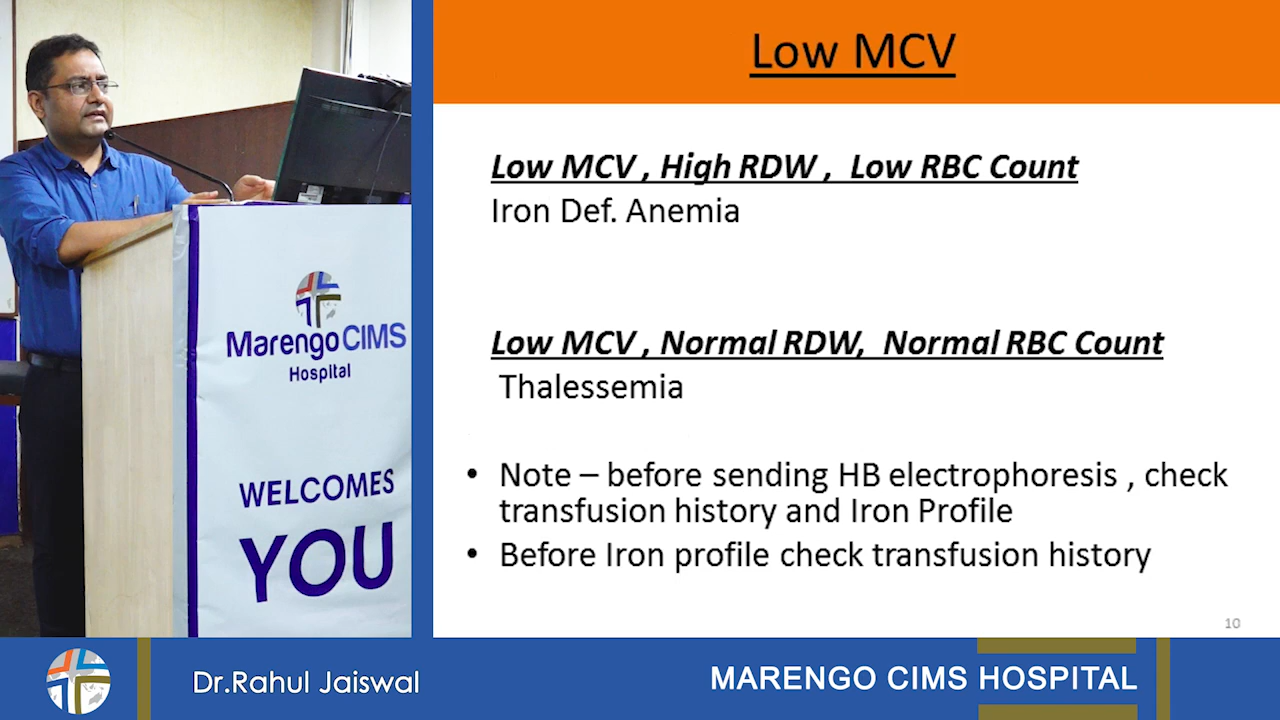 Low MCV
Low MCV , High RDW , Low RBC Count
Iron Def. Anemia
Low MCV , Normal RDW, Normal RBC Count
Thalessemia
• Note – before sending HB electrophoresis , check
transfusion history and Iron Profile
• Before Iron profile check transfusion history
10
Marengo CIMS
Hospital
WELCOMES
YOU
Dr.Rahul Jaiswal
MARENGO CIMS HOSPITAL